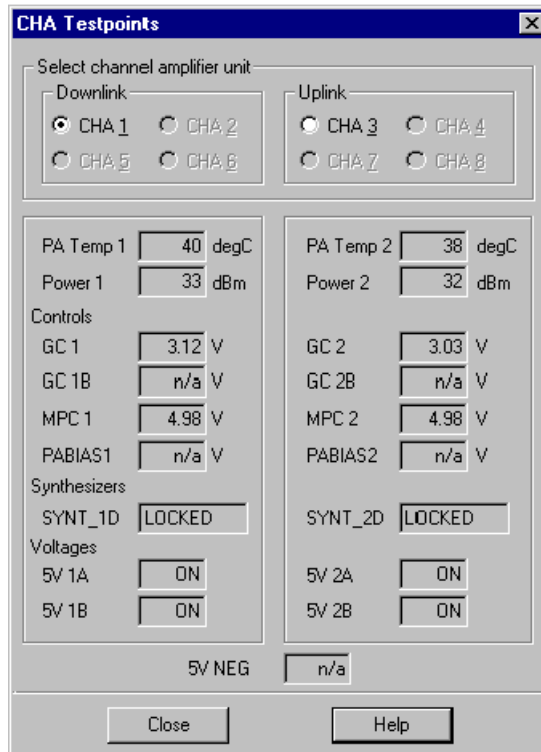 CHA Testpoints
Select channel amplifier unit
Downlink
Uplink
CHA 1 CHA 2
CHA 3 CHA 4
CHA 5 CHA 6
CHA 7 CHA 8
PA Temp 1 40 degC
Power 1 33 dBm
Controls
GC 1 3.12 V
GC 1B n/a V
MPC 1 4.98 V
PABIAS1 n/a V
Synthesizers
SYNT_1D LOCKED
Voltages
5V 1A ON
5V 1B ON
PA Temp 2 38 degC
Power 2 32 dBm
GC 2 3.03 V
GC 2B n/a V
MPC 2 4.98 V
PABIAS2 n/a V
SYNT_2D LOCKED
5V 2A ON
5V 2B ON
5V NEG n/a
Close Help